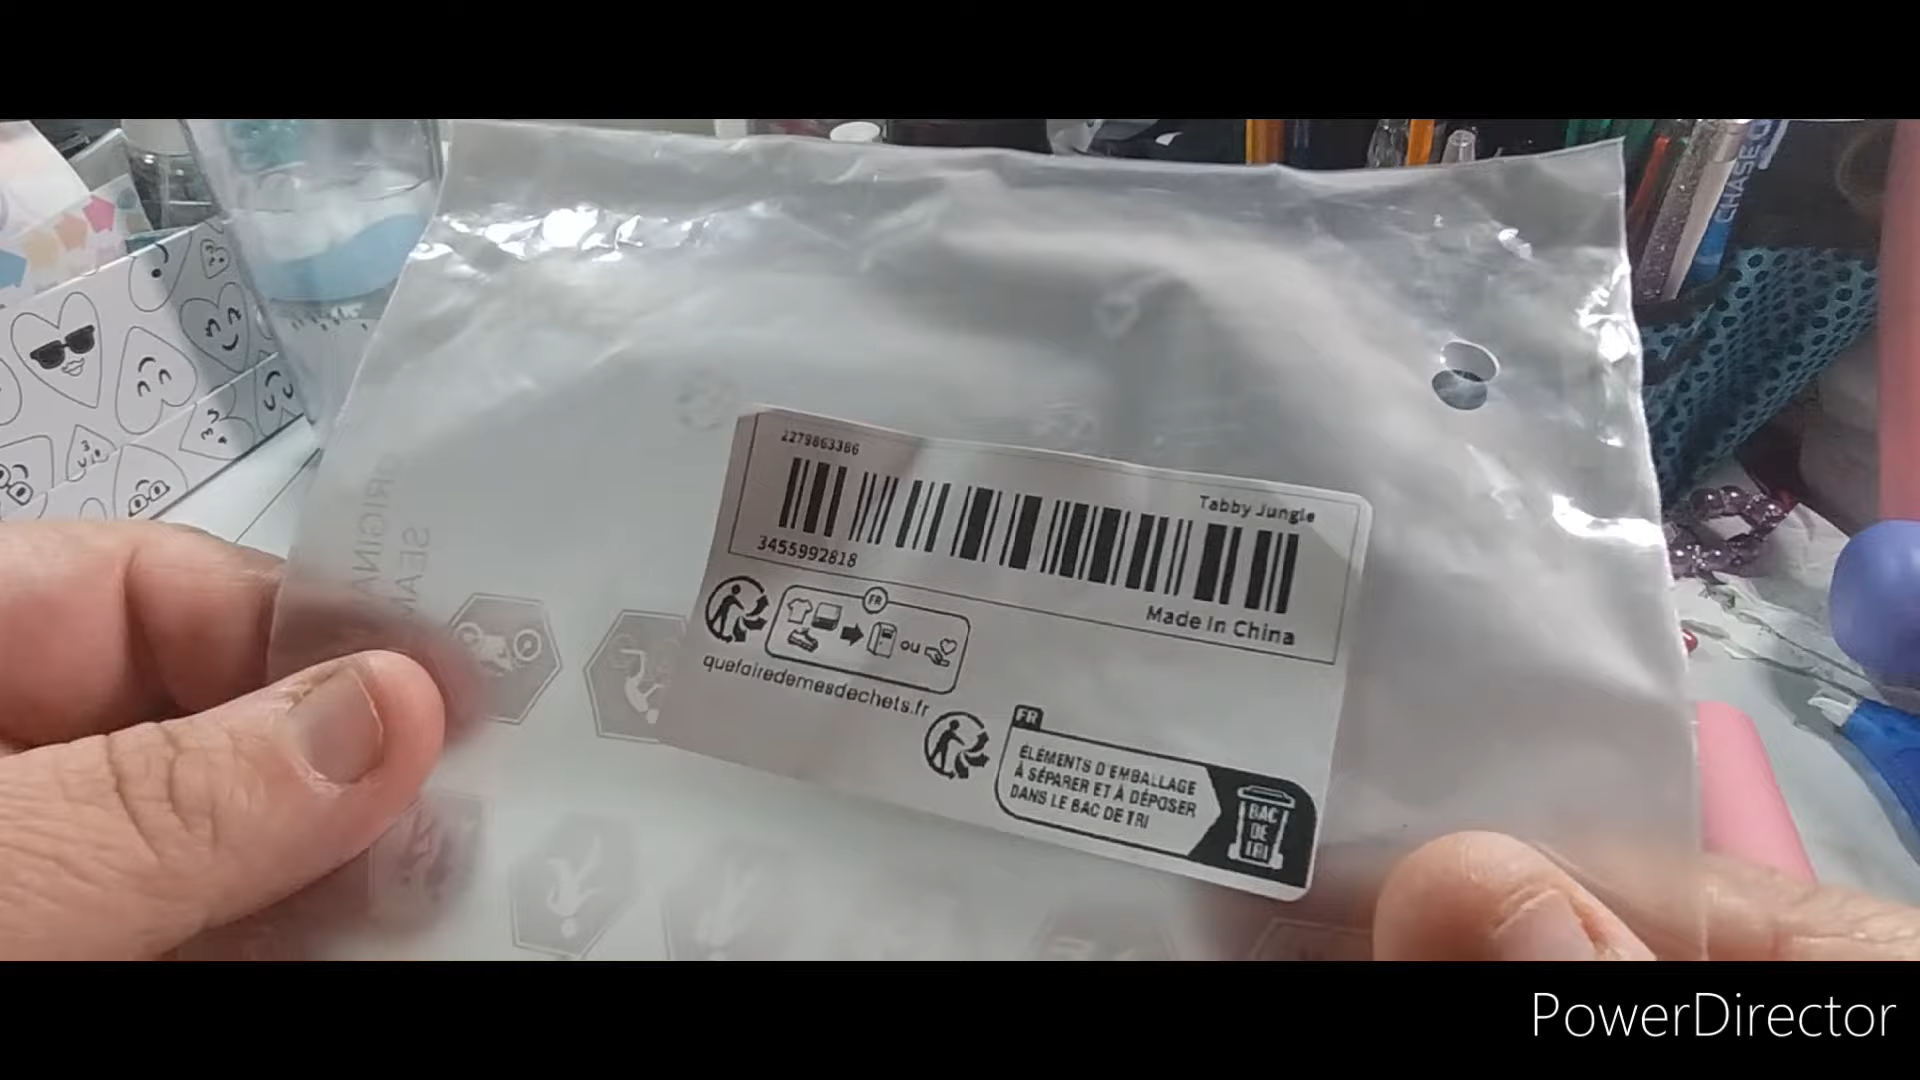 CHASE
2279863386
Tabby Jungle
3455992818
Made In China
FR
ou
quefairedemesdechets.fr
FR
ÉLÉMENTS D'EMBALLAGE
À SÉPARER ET À DÉPOSER
DANS LE BAC DE TRI
BAC
DE
TRI
PowerDirector